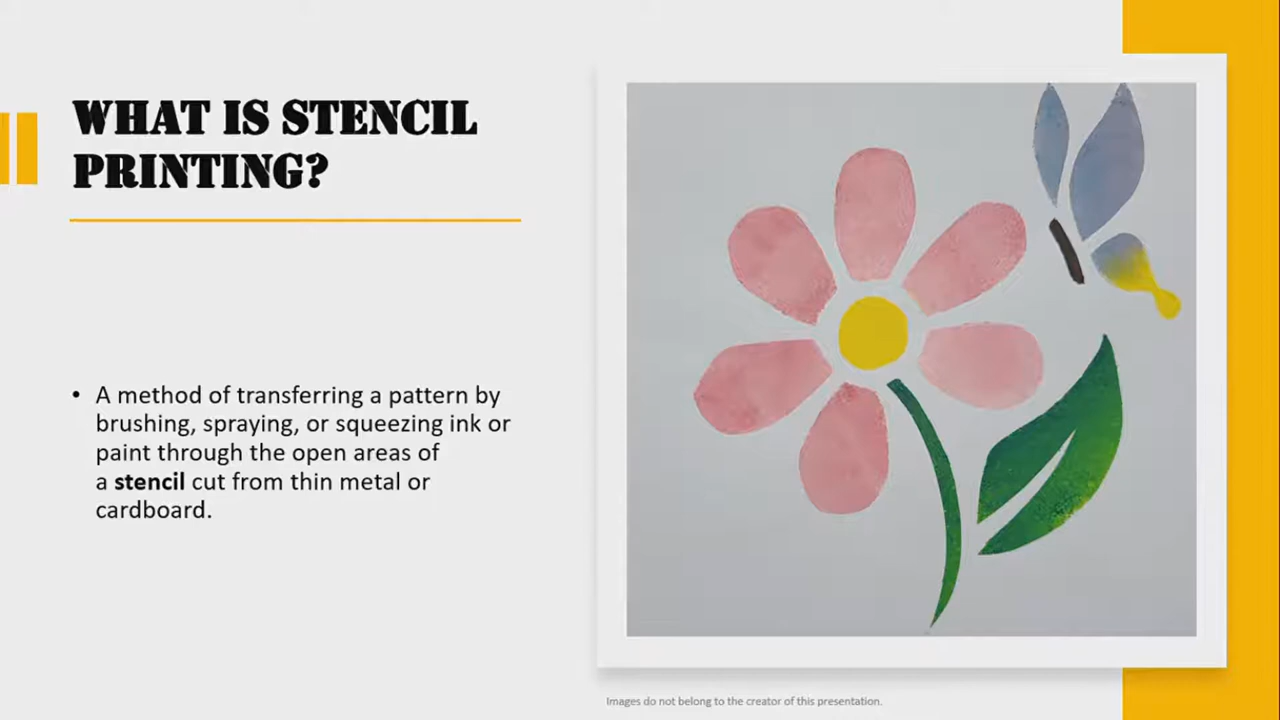 WHAT IS STENCIL
PRINTING?
• A method of transferring a pattern by
brushing, spraying, or squeezing ink or
paint through the open areas of
a stencil cut from thin metal or
cardboard.
Images do not belong to the creator of this presentation.